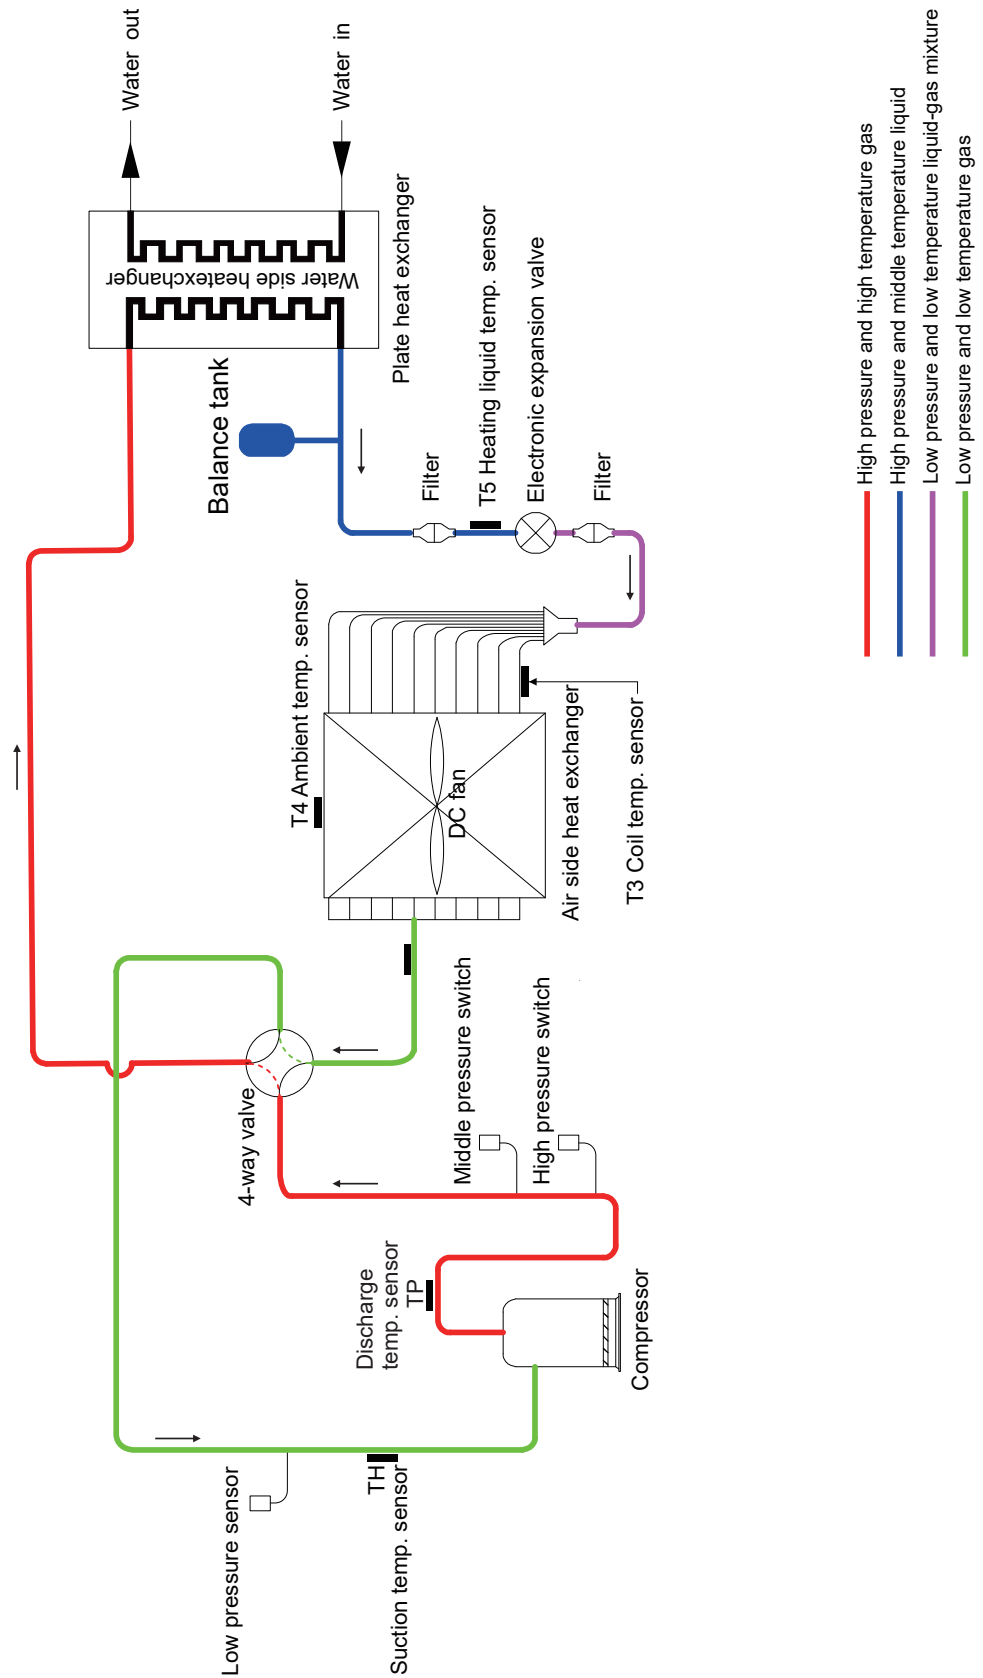 Water out
Water in
Water side heatexchanger
Plate heat exchanger
Balance tank
Filter
T5 Heating liquid temp. sensor
Electronic expansion valve
Filter
T4 Ambient temp. sensor
DC fan
Air side heat exchanger
T3 Coil temp. sensor
4-way valve
Middle pressure switch
High pressure switch
Discharge
temp. sensor
TP
Compressor
Low pressure sensor
TH
Suction temp. sensor
High pressure and high temperature gas
High pressure and middle temperature liquid
Low pressure and low temperature liquid-gas mixture
Low pressure and low temperature gas